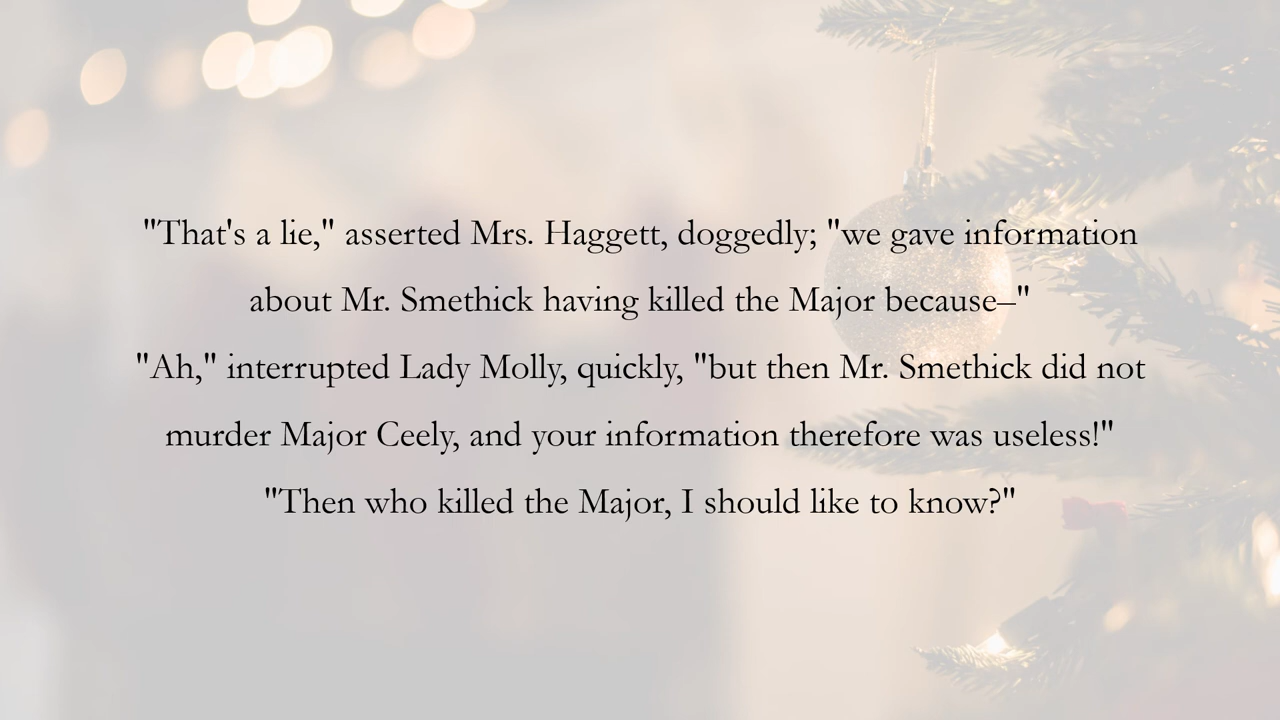 "That's a lie," asserted Mrs. Haggett, doggedly; "we gave information
about Mr. Smethick having killed the Major because–"
"Ah," interrupted Lady Molly, quickly, "but then Mr. Smethick did not
murder Major Ceely, and your information therefore was useless!"
"Then who killed the Major, I should like to know?"